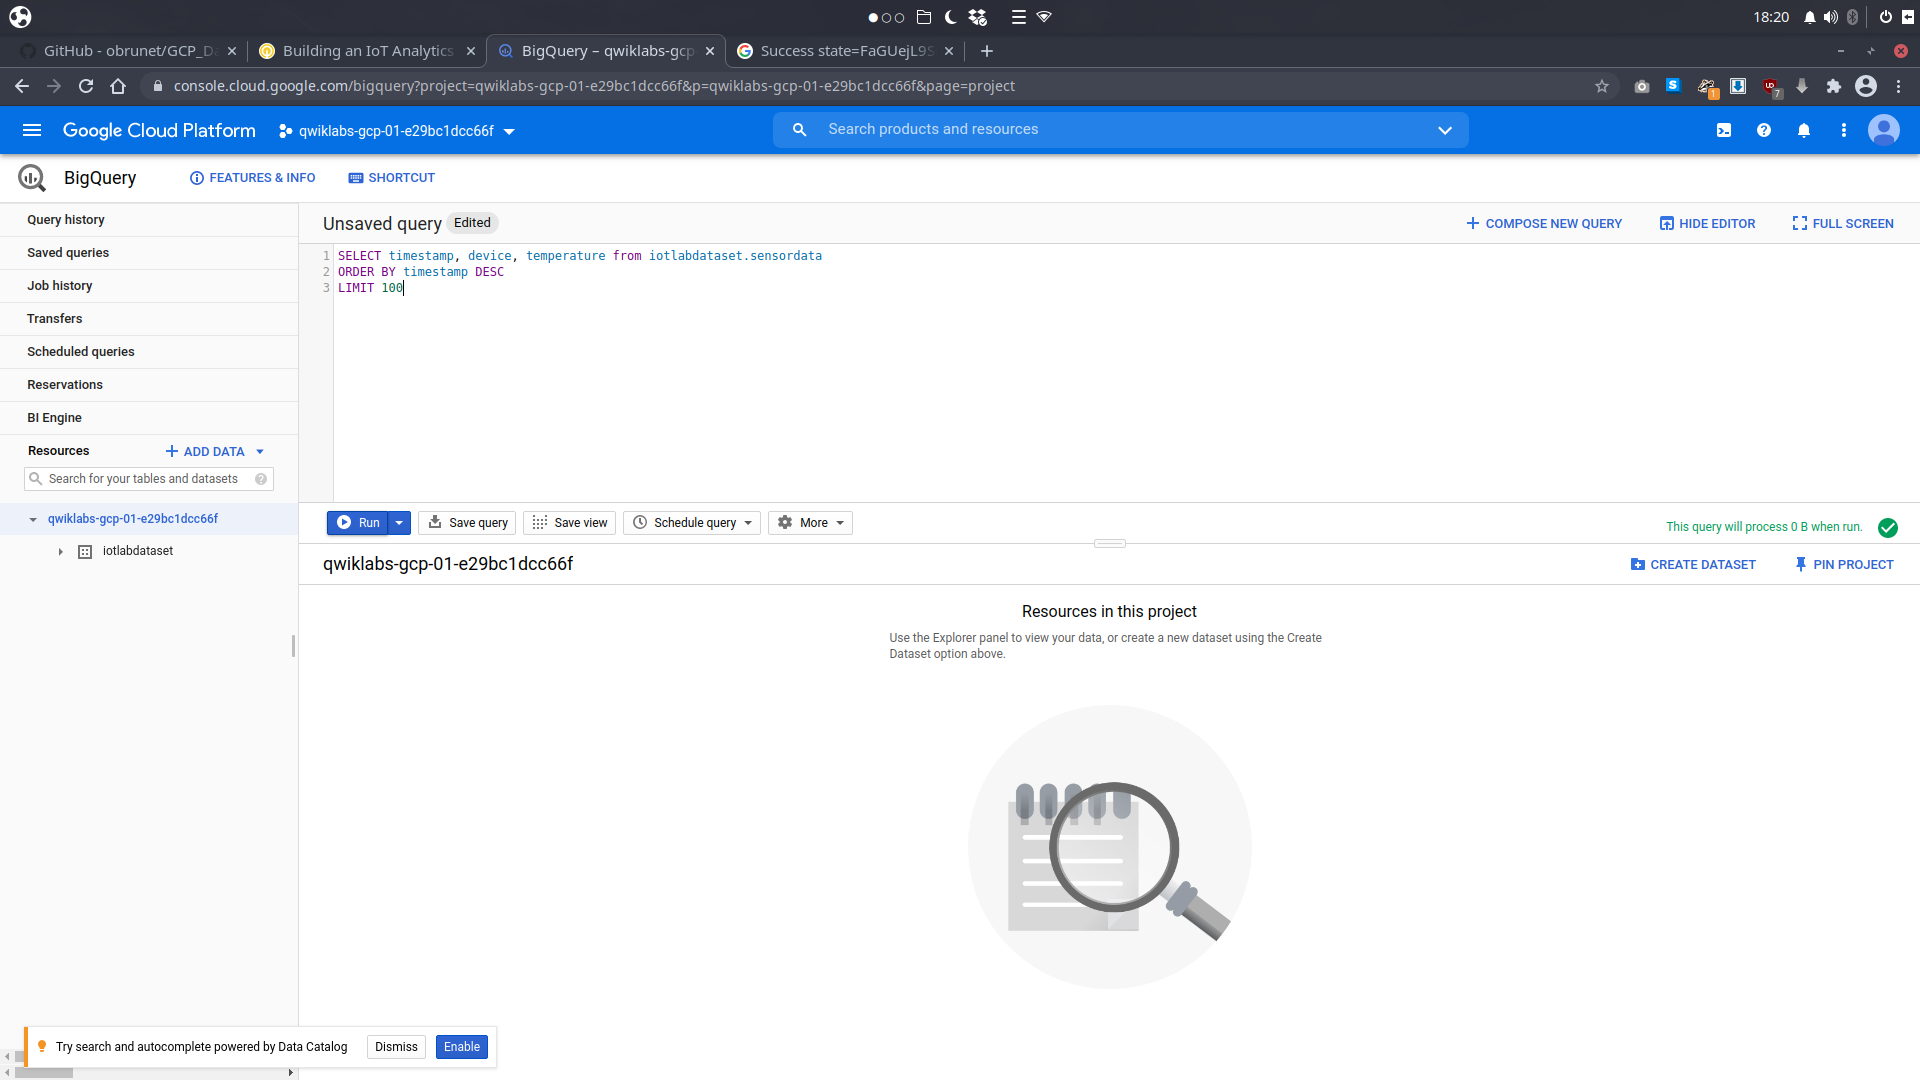 18:20
GitHub - obrunet/GCP_Da
Building an IoT Analytics
BigQuery – qwiklabs-gcp
Success state=FaGUejL9S
console.cloud.google.com/bigquery?project=qwiklabs-gcp-01-e29bc1dcc66f&p=qwiklabs-gcp-01-e29bc1dcc66f&page=project
S
1
UD
7
Google Cloud Platform
qwiklabs-gcp-01-e29bc1dcc66f
Search products and resources
BigQuery
FEATURES & INFO
SHORTCUT
Query history
Saved queries
Job history
Transfers
Scheduled queries
Reservations
BI Engine
Resources
ADD DATA
Search for your tables and datasets
qwiklabs-gcp-01-e29bc1dcc66f
iotlabdataset
Unsaved query Edited
COMPOSE NEW QUERY
HIDE EDITOR
FULL SCREEN
1 SELECT timestamp, device, temperature from iotlabdataset.sensordata
2 ORDER BY timestamp DESC
3 LIMIT 100
Run
Save query
Save view
Schedule query
More
This query will process 0 B when run.
qwiklabs-gcp-01-e29bc1dcc66f
CREATE DATASET
PIN PROJECT
Resources in this project
Use the Explorer panel to view your data, or create a new dataset using the Create
Dataset option above.
Try search and autocomplete powered by Data Catalog
Dismiss
Enable